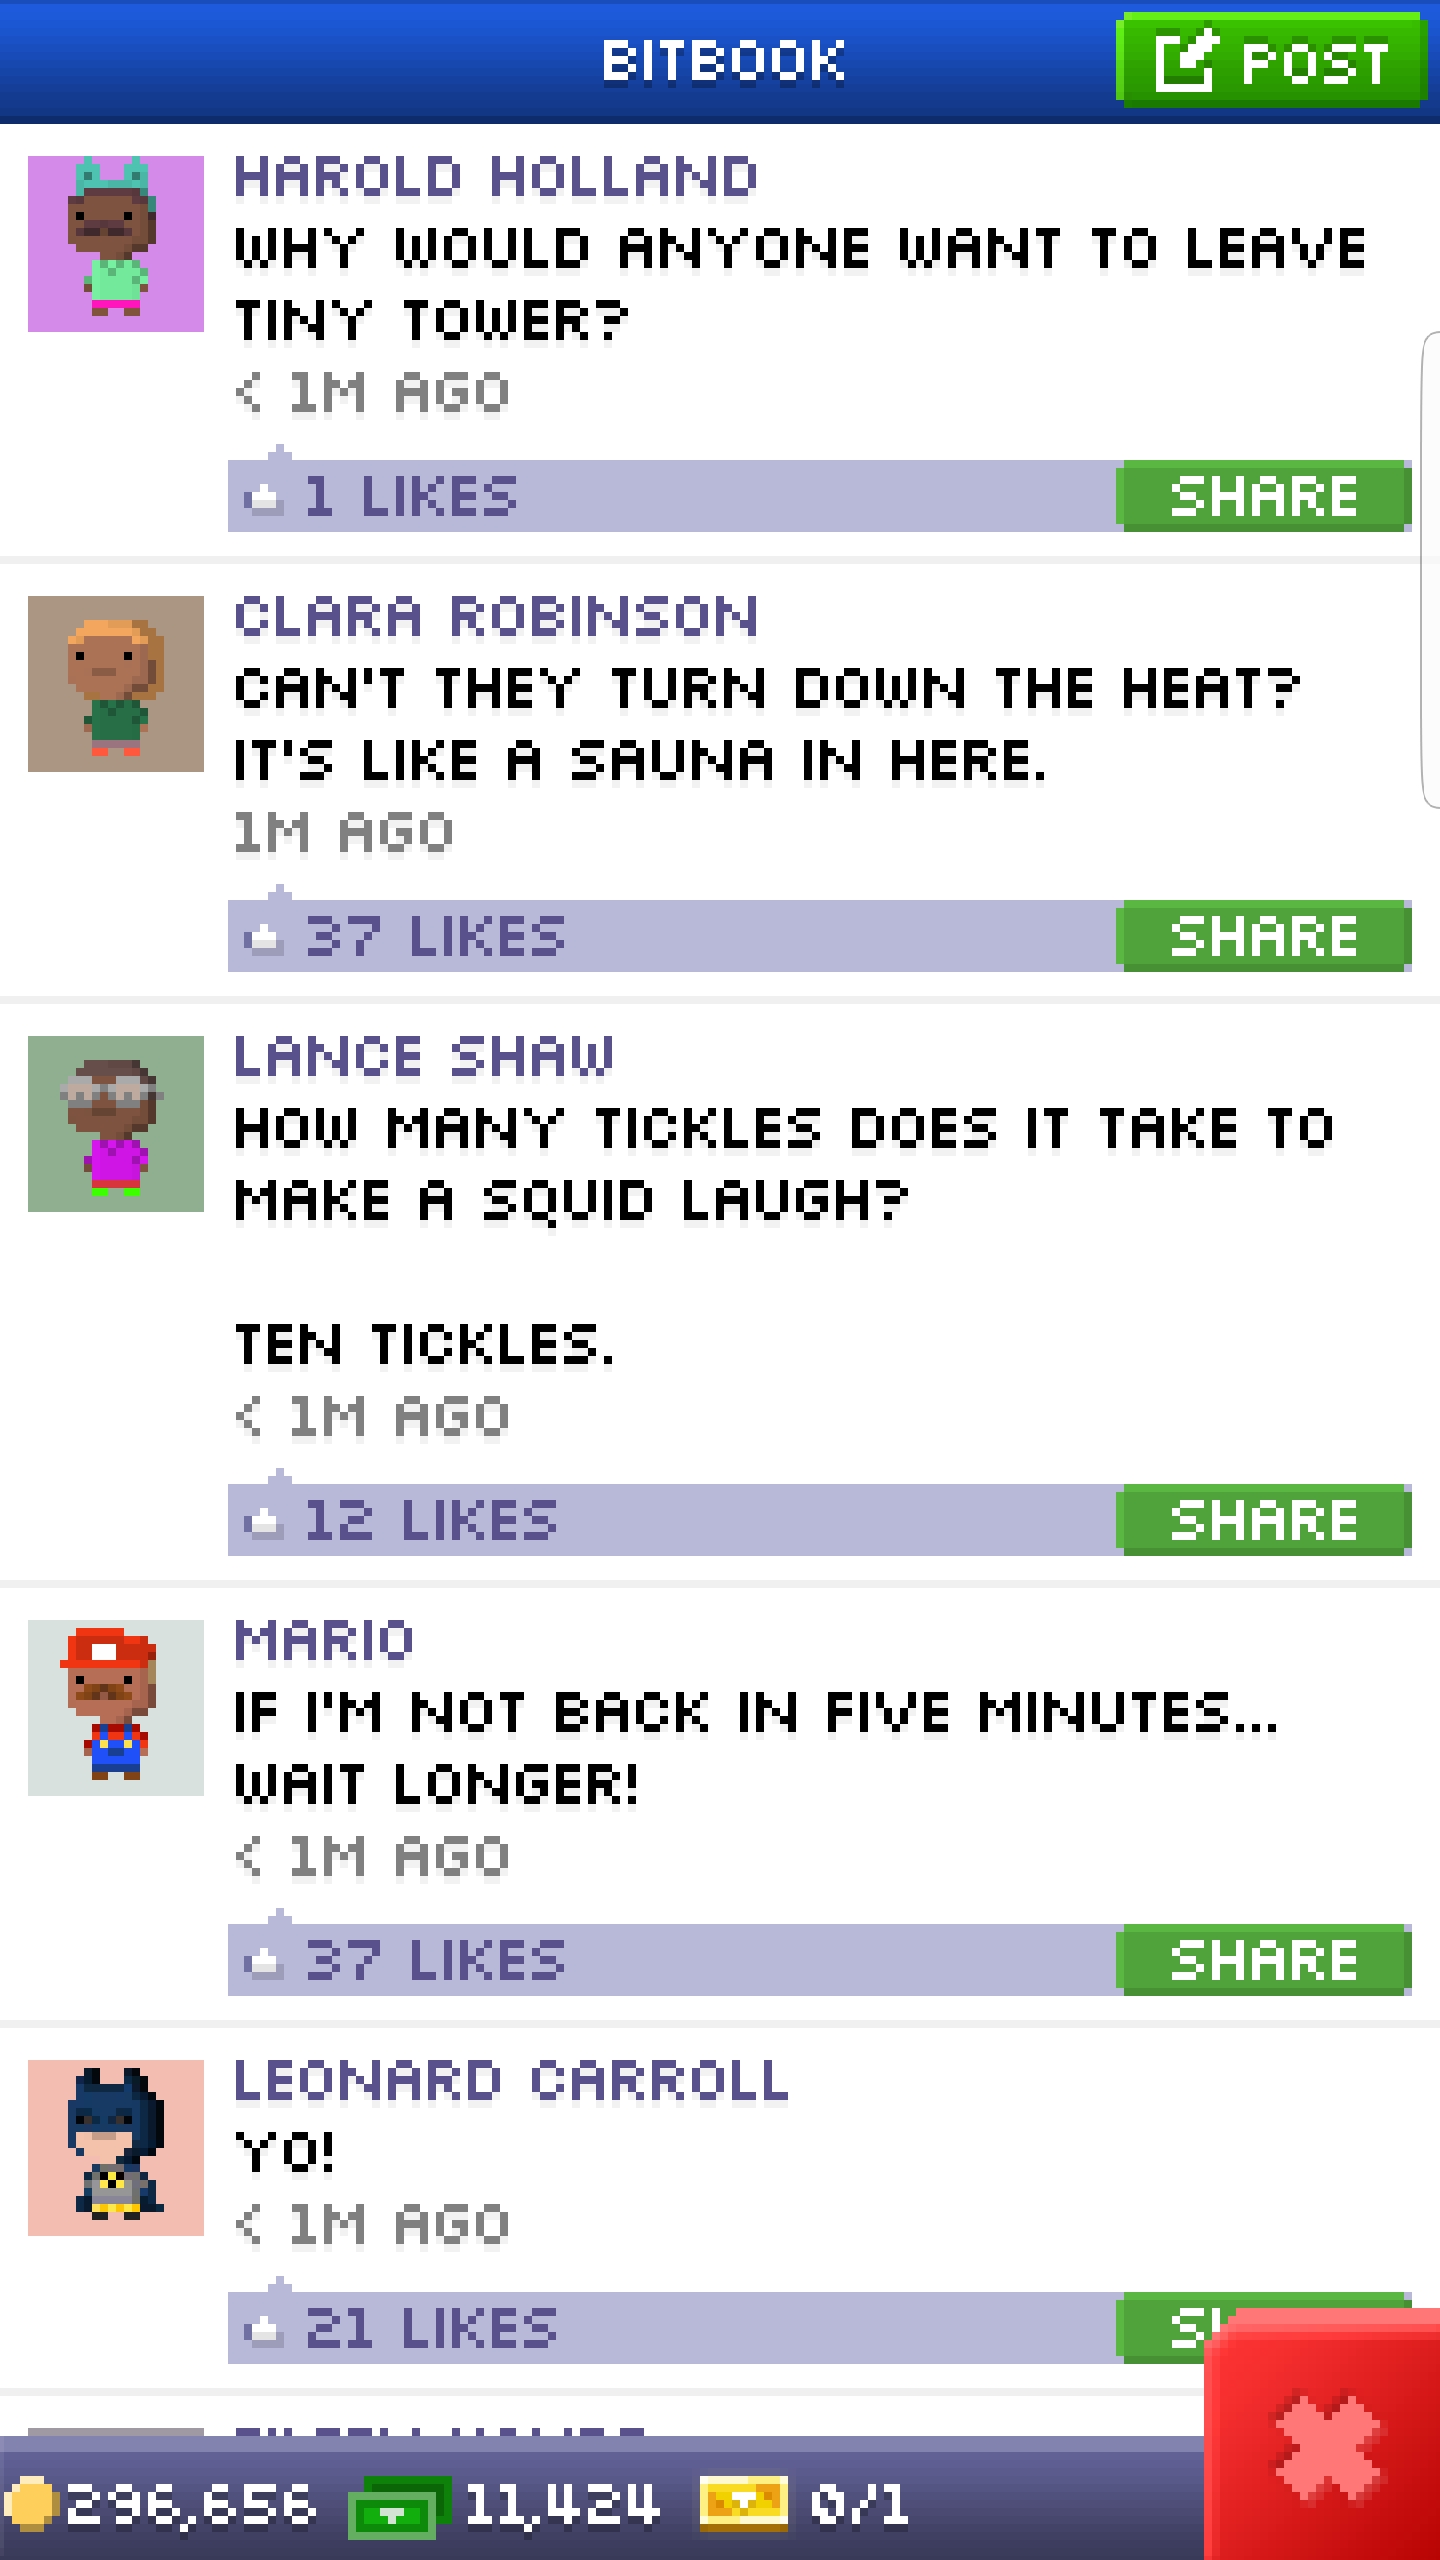 BITBOOK
POST
HAROLD HOLLAND
WHY WOULD ANYONE WANT TO LEAVE
TINY TOWER?
< 1M AGO
1 LIKES
SHARE
CLARA ROBINSON
CAN'T THEY TURN DOWN THE HEAT?
IT'S LIKE A SAUNA IN HERE.
1M AGO
37 LIKES
SHARE
LANCE SHAW
HOW MANY TICKLES DOES IT TAKE TO
MAKE A SQUID LAUGH?
TEN TICKLES.
< 1M AGO
12 LIKES
SHARE
MARIO
IF I'M NOT BACK IN FIVE MINUTES...
WAIT LONGER!
< 1M AGO
37 LIKES
SHARE
LEONARD CARROLL
YO!
< 1M AGO
21 LIKES
296,656
11,424
0/1